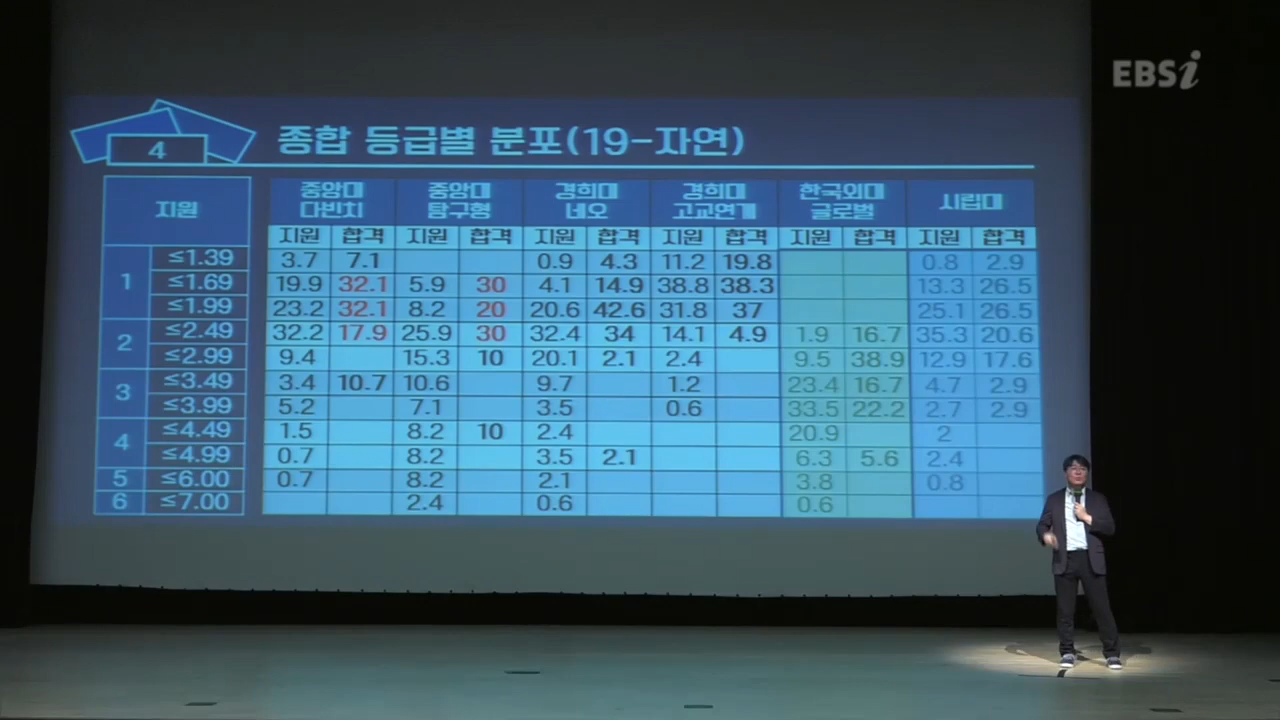 EBSi
4
종합 등급별 분포(19-자연)
지원 중앙대 다빈치 중앙대 탐구형 경희대 네오 경희대 고교연계 한국외대 글로벌 시립대
지원 합격 지원 합격 지원 합격 지원 합격 지원 합격 지원 합격
1 ≤1.39 3.7 7.1 0.9 4.3 11.2 19.8 0.8 2.9
≤1.69 19.9 32.1 5.9 30 4.1 14.9 38.8 38.3 13.3 26.5
≤1.99 23.2 32.1 8.2 20 20.6 42.6 31.8 37 25.1 26.5
2 ≤2.49 32.2 17.9 25.9 30 32.4 34 14.1 4.9 1.9 16.7 35.3 20.6
≤2.99 9.4 15.3 10 20.1 2.1 2.4 9.5 38.9 12.9 17.6
3 ≤3.49 3.4 10.7 10.6 9.7 1.2 23.4 16.7 4.7 2.9
≤3.99 5.2 7.1 3.5 0.6 33.5 22.2 2.7 2.9
4 ≤4.49 1.5 8.2 10 2.4 20.9 2
≤4.99 0.7 8.2 3.5 2.1 6.3 5.6 2.4
5 ≤6.00 0.7 8.2 2.1 3.8 0.8
6 ≤7.00 2.4 0.6 0.6